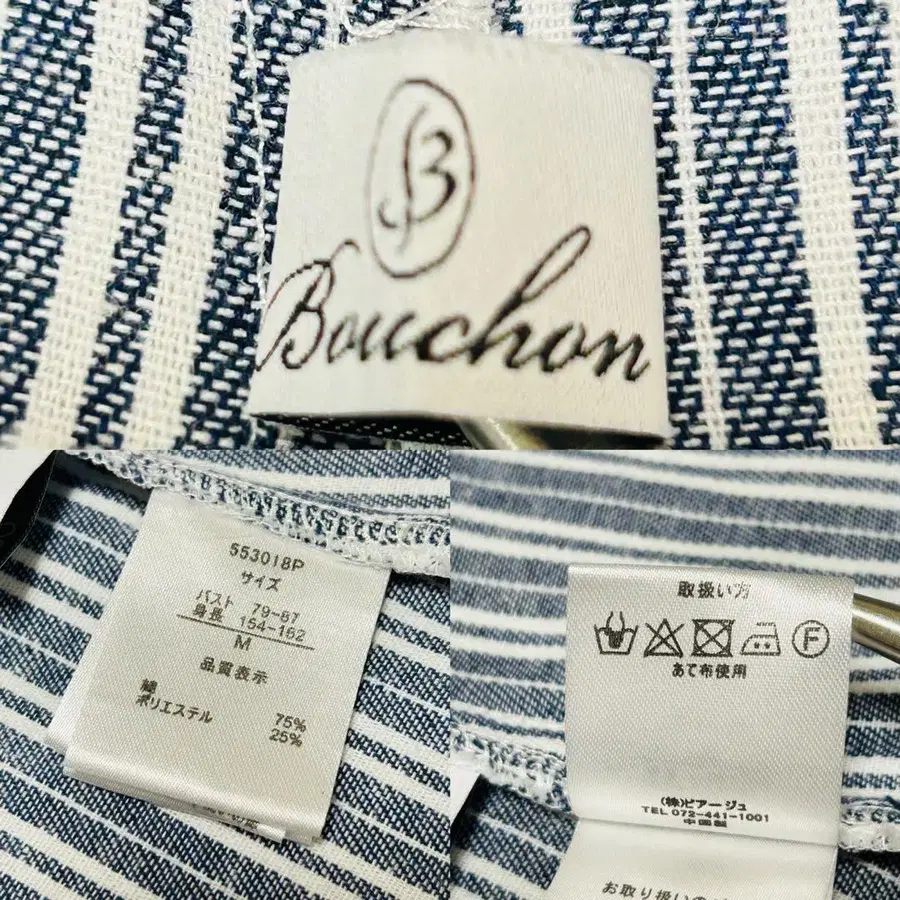 B
Bouchon
553018P
サイズ
バスト 79-87
身長 154-162
M
品質表示
綿 75%
ポリエステル 25%
取扱い方
F
あて布使用
(株)ピアージュ
TEL 072-441-1001
中国製
お取り扱いの